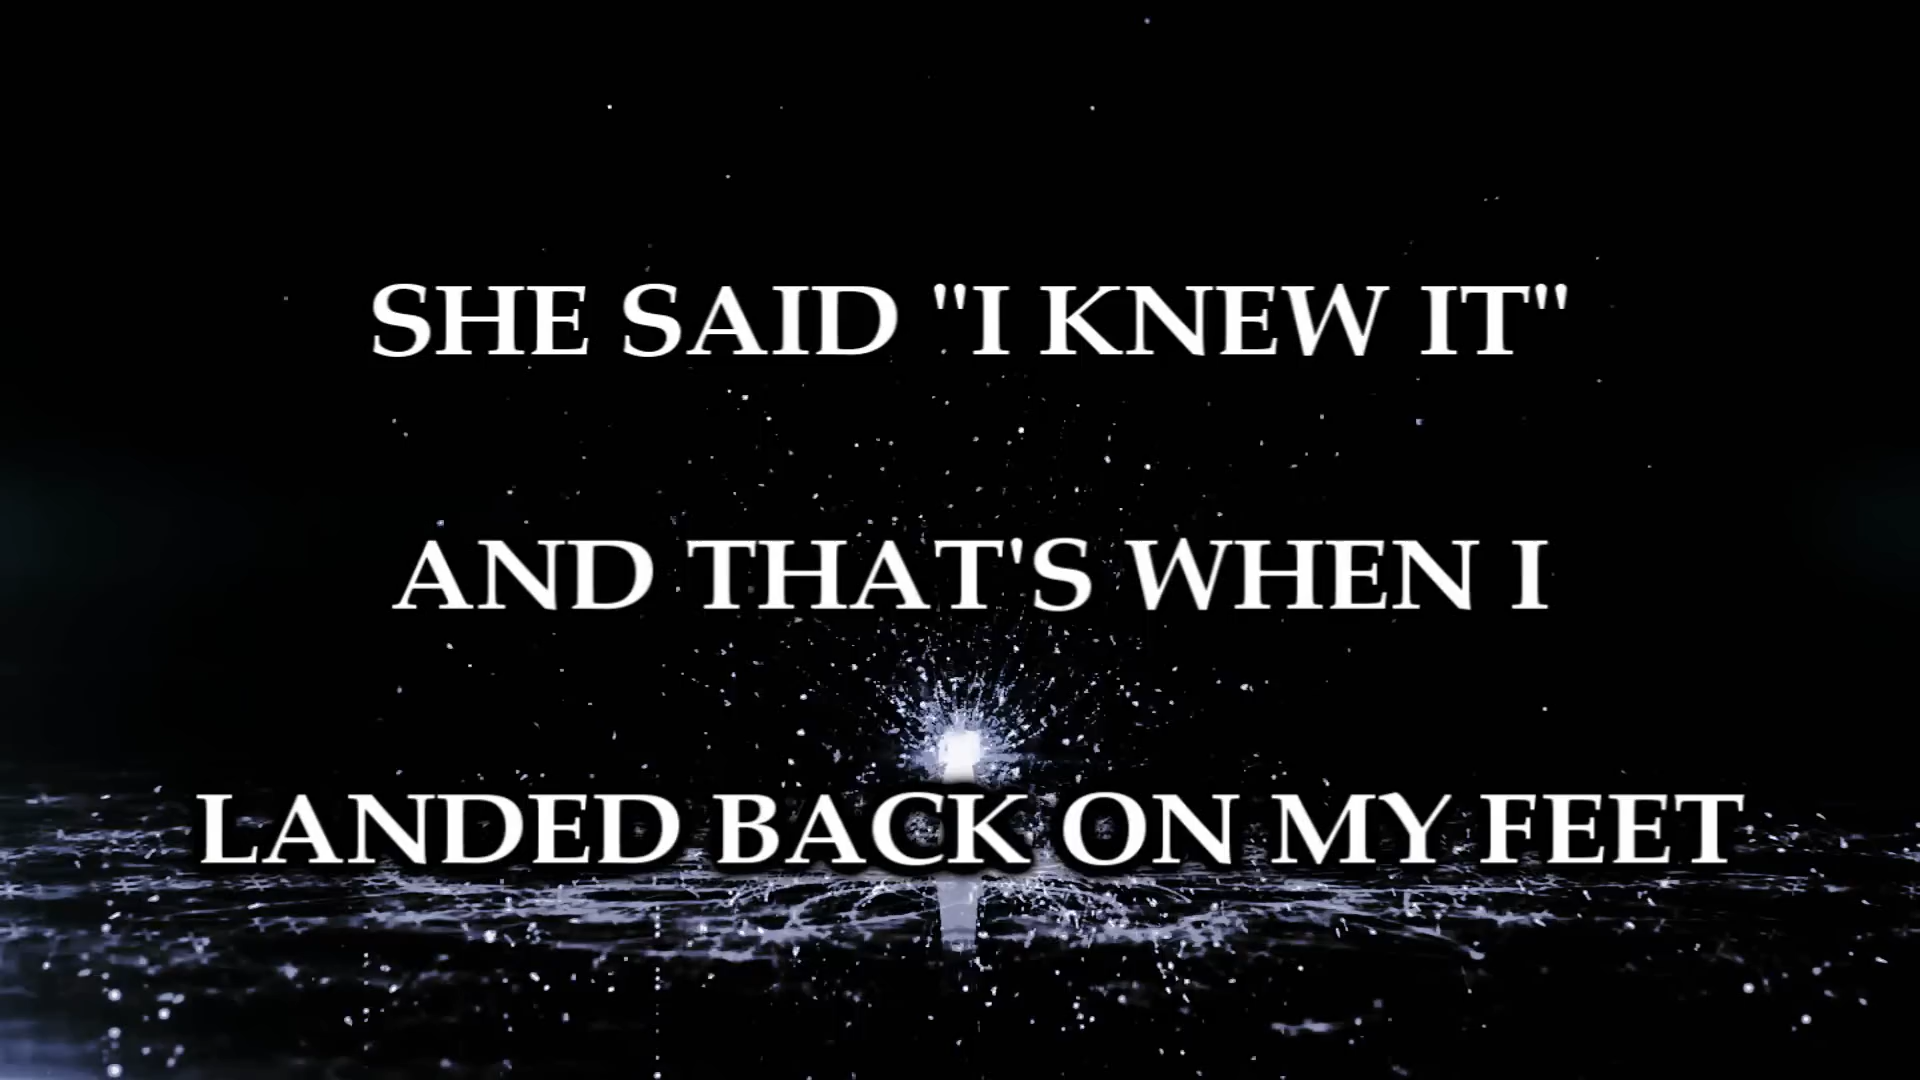 SHE SAID "I KNEW IT"
AND THAT'S WHEN I
LANDED BACK ON MY FEET